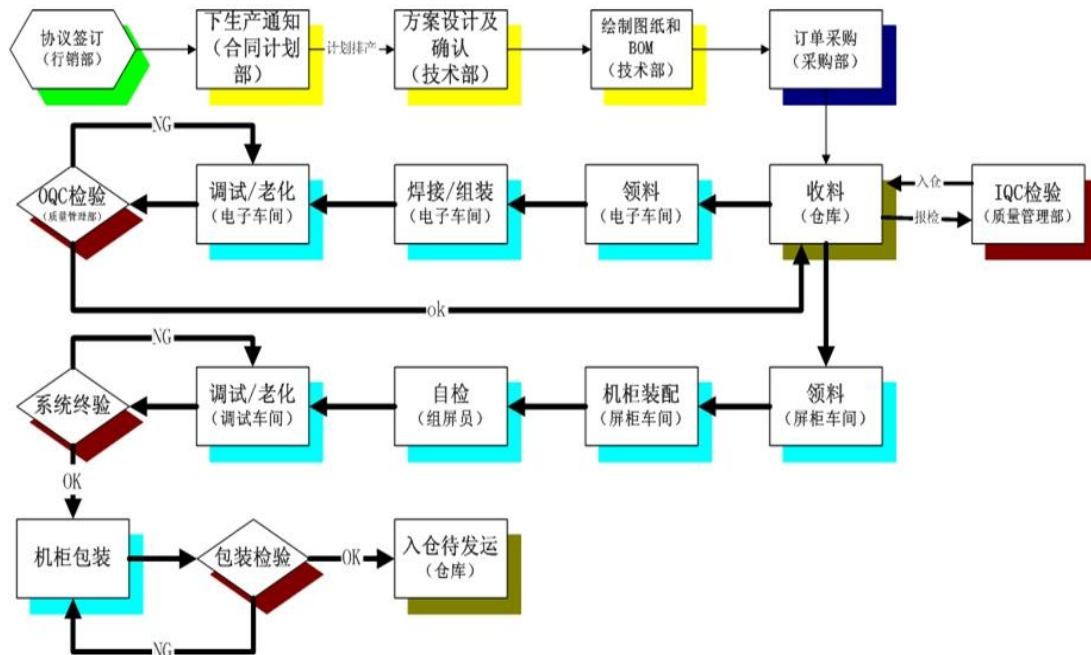 协议签订
（行销部）
下生产通知
（合同计划
部）
计划排产
方案设计及
确认
（技术部）
绘制图纸和
BOM
（技术部）
订单采购
（采购部）
NG
OQC检验
（质量管理部）
调试/老化
（电子车间）
焊接/组装
（电子车间）
领料
（电子车间）
收料
（仓库）
入仓
报检
IQC检验
（质量管理部）
ok
NG
系统终验
调试/老化
（调试车间）
自检
（组屏员）
机柜装配
（屏柜车间）
领料
（屏柜车间）
OK
机柜包装
包装检验
OK
入仓待发运
（仓库）
NG